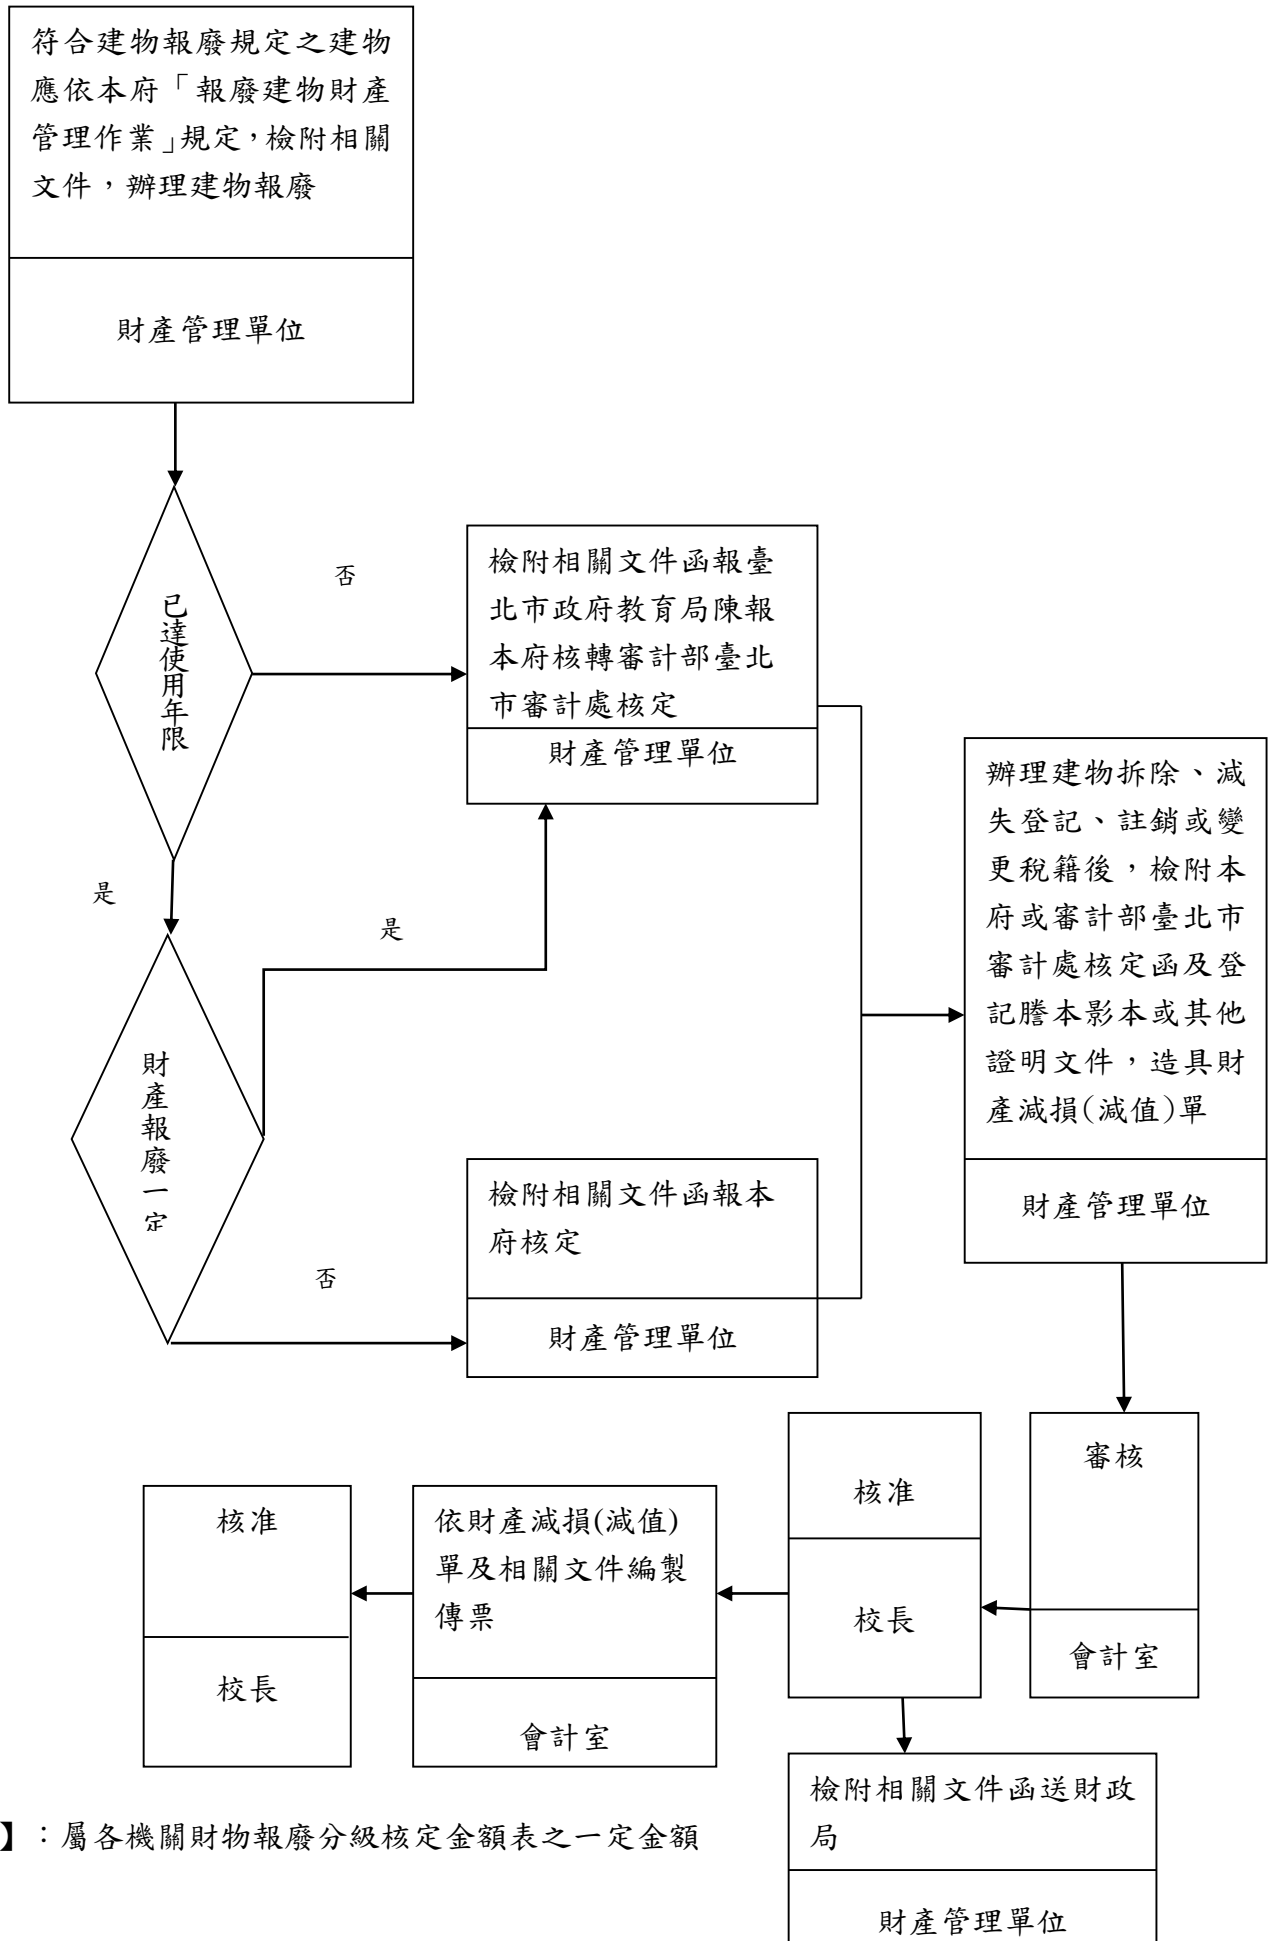 符合建物報廢規定之建物
應依本府「報廢建物財產
管理作業」規定，檢附相關
文件，辦理建物報廢
財產管理單位
已達使用年限
否
檢附相關文件函報臺
北市政府教育局陳報
本府核轉審計部臺北
市審計處核定
財產管理單位
是
是
財產報廢一定
否
檢附相關文件函報本
府核定
財產管理單位
辦理建物拆除、減
失登記、註銷或變
更稅籍後，檢附本
府或審計部臺北市
審計處核定函及登
記謄本影本或其他
證明文件，造具財
產減損(減值)單
財產管理單位
審核
會計室
核准
校長
依財產減損(減值)
單及相關文件編製
傳票
會計室
核准
校長
檢附相關文件函送財政
局
財產管理單位
】：屬各機關財物報廢分級核定金額表之一定金額